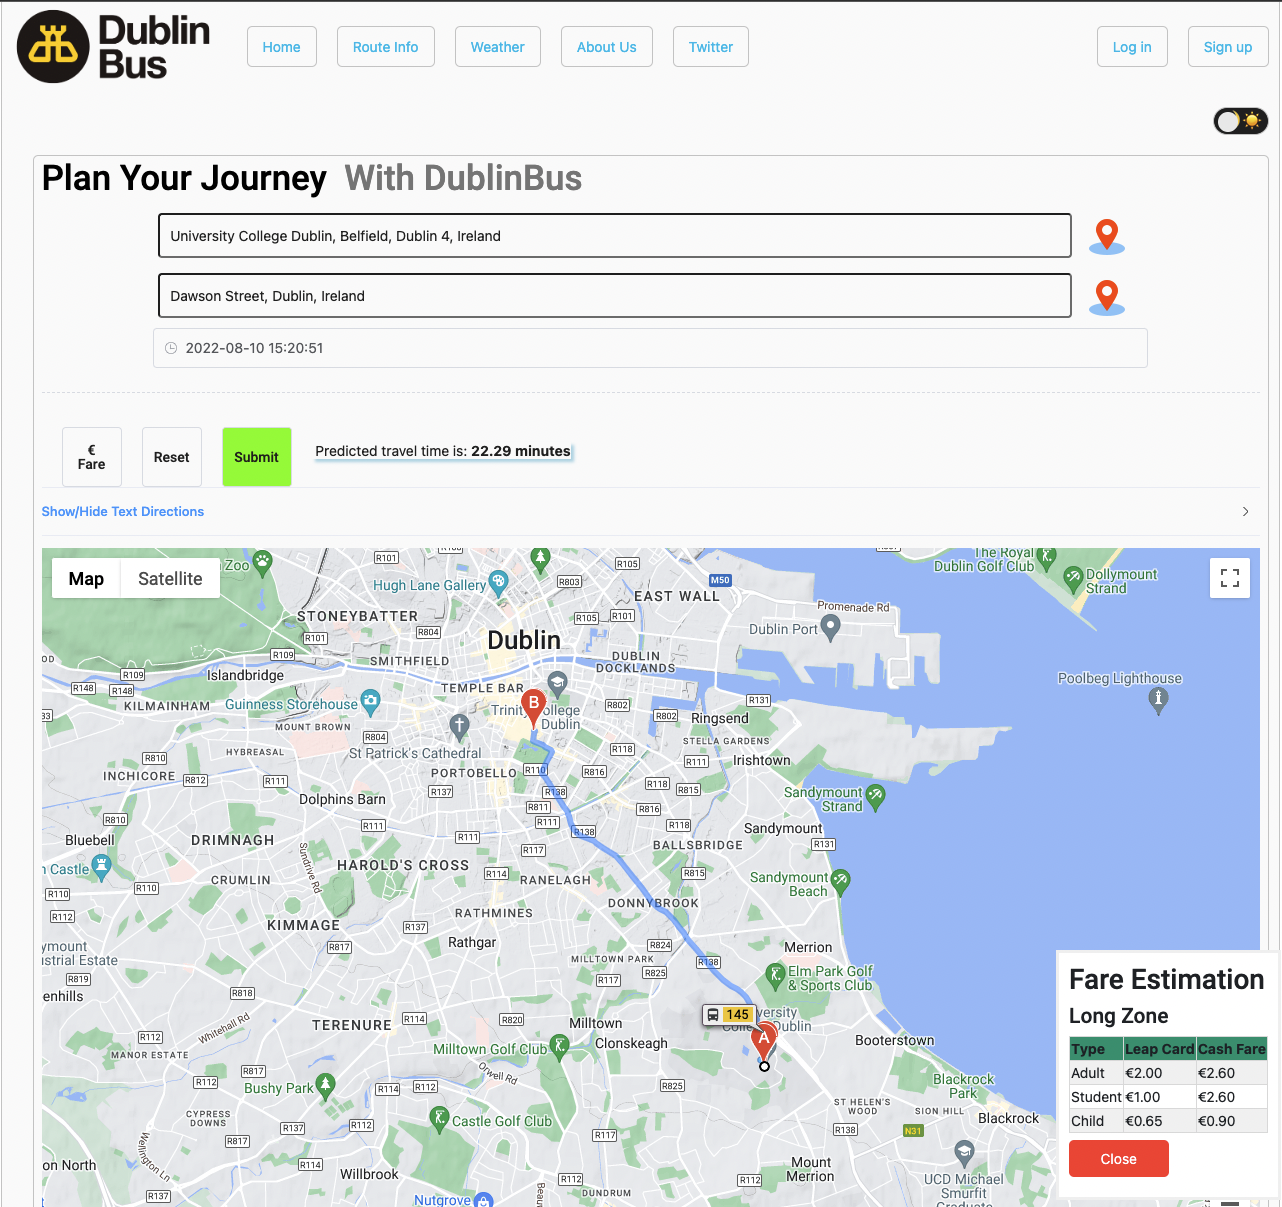 Dublin
Bus
Home
Route Info
Weather
About Us
Twitter
Log in
Sign up
Plan Your Journey With DublinBus
University College Dublin, Belfield, Dublin 4, Ireland
Dawson Street, Dublin, Ireland
2022-08-10 15:20:51
€
Fare
Reset
Submit
Predicted travel time is: 22.29 minutes
Show/Hide Text Directions
Map
Satellite
Zoo
R101
Hugh Lane Gallery
R803
R105
M50
EAST WALL
The Royal
Dublin Golf Club
Dollymount
Strand
STONEYBATTER
R101
R804
R105
R101
Promenade Rd
Dublin Port
Dublin
R109
SMITHFIELD
DUBLIN
DOCKLANDS
R109
Islandbridge
R148
R148
TEMPLE BAR
Poolbeg Lighthouse
KILMAINHAM
Guinness Storehouse
B
Trinity College
Dublin
R802
R802
R131
Ringsend
MOUNT BROWN
R804
St Patrick's Cathedral
STELLA GARDENS
HYBREASAL
R810
R118
R111
Irishtown
INCHICORE
R812
R111
PORTOBELLO
R110
R816
R118
R815
Dolphins Barn
R137
R138
Sandymount
Strand
R810
R111
R811
R816
R111
R138
R118
Sandymount
Bluebell
DRIMNAGH
R111
R117
BALLSBRIDGE
R131
Castle
Sundrive Rd
HAROLD'S CROSS
CRUMLIN
R114
RANELAGH
R815
Sandymount
Beach
R110
R110
R112
DONNYBROOK
RATHMINES
KIMMAGE
R137
R817
Rathgar
R824
Merrion
ymount
ustrial Estate
MILLTOWN PARK
R138
R825
Elm Park Golf
& Sports Club
R819
R117
enhills
R818
145
Whitehall Rd
TERENURE
R114
R820
Milltown
A
R112
MANOR ESTATE
Milltown Golf Club
Clonskeagh
Booterstown
R817
Orwell Rd
Bushy Park
R112
R114
R112
R825
Blackrock
Park
CYPRESS
DOWNS
ST HELEN'S
WOOD
SION HILL
Castle Golf Club
Blackrock
R137
R112
R817
R117
R138
N31
Wellington Ln
on North
R114
Willbrook
Mount
Merrion
R112
R112
UCD Michael
Smurfit
R137
Nutgrove
DUNDRUM
Fare Estimation
Long Zone
Type Leap Card Cash Fare
Adult €2.00 €2.60
Student €1.00 €2.60
Child €0.65 €0.90
Close